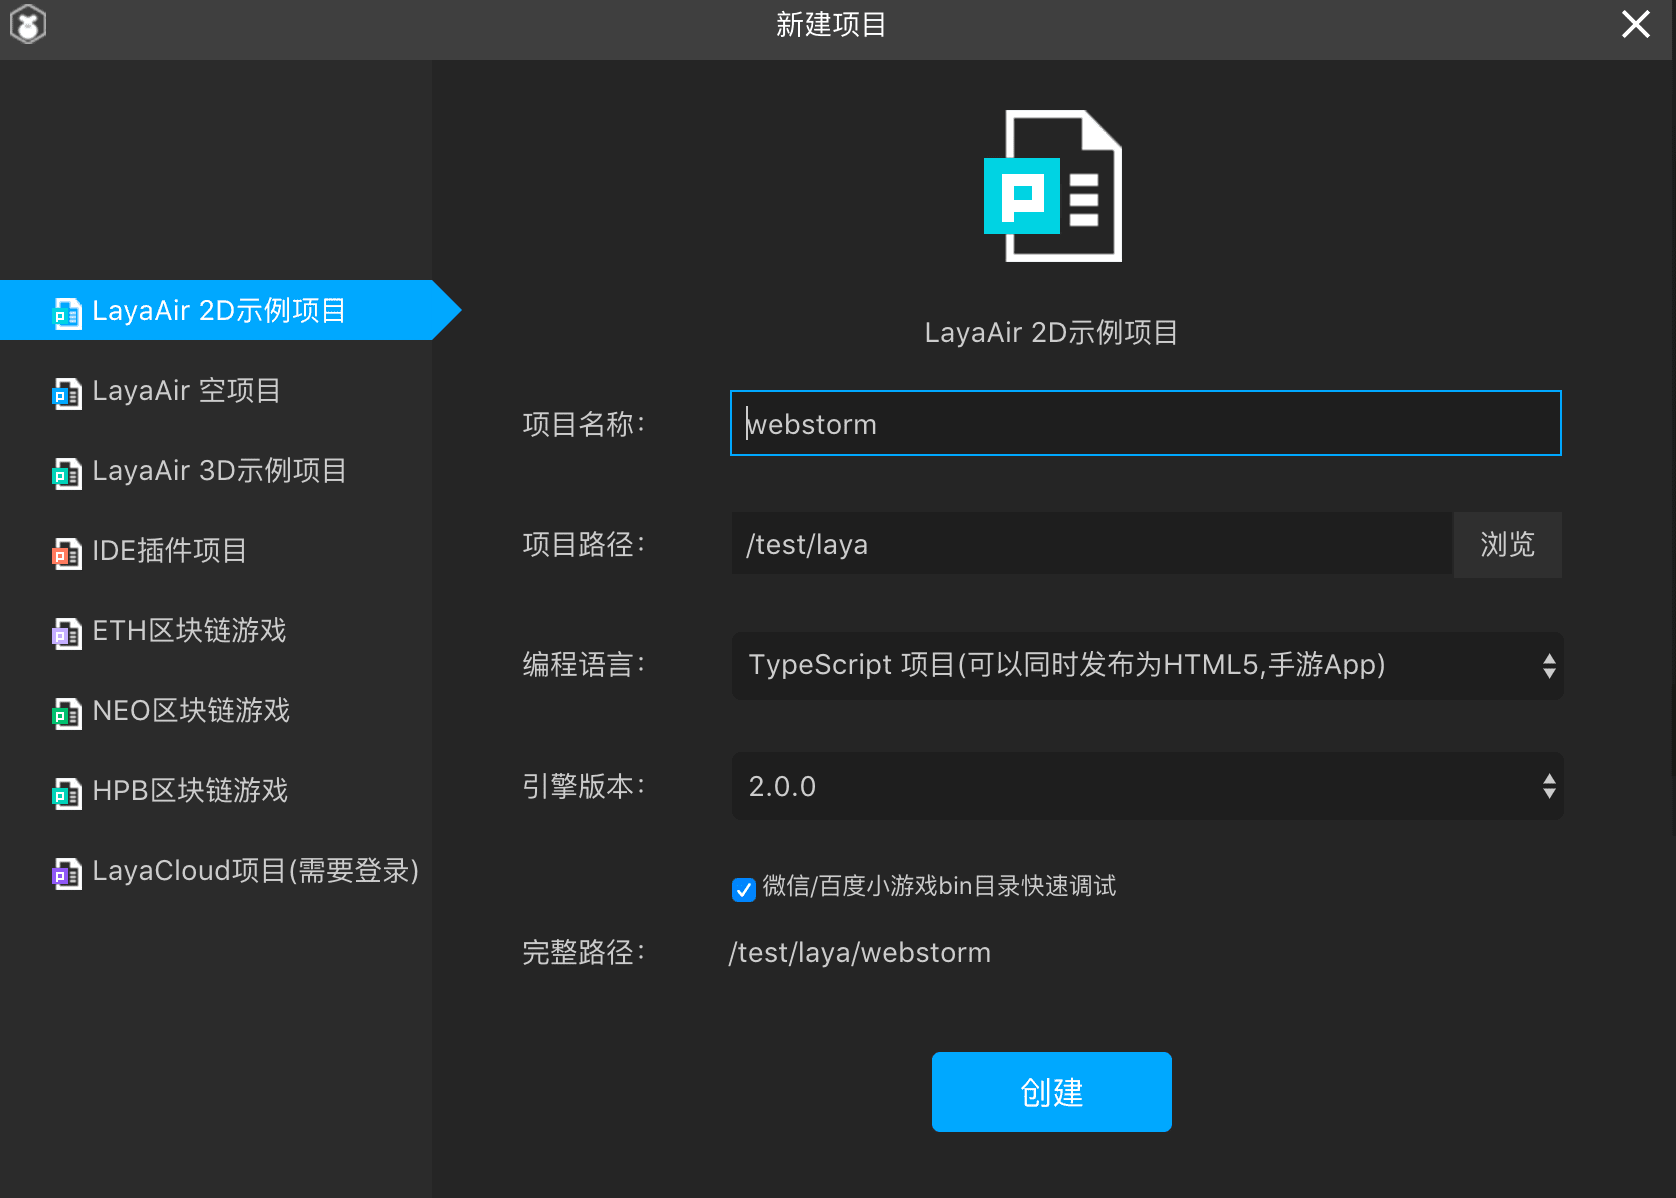 新建项目
LayaAir 2D示例项目
LayaAir 空项目
LayaAir 3D示例项目
IDE插件项目
ETH区块链游戏
NEO区块链游戏
HPB区块链游戏
LayaCloud项目(需要登录)
LayaAir 2D示例项目
项目名称: webstorm
项目路径: /test/laya 浏览
编程语言: TypeScript 项目(可以同时发布为HTML5,手游App)
引擎版本: 2.0.0
微信/百度小游戏bin目录快速调试
完整路径: /test/laya/webstorm
创建